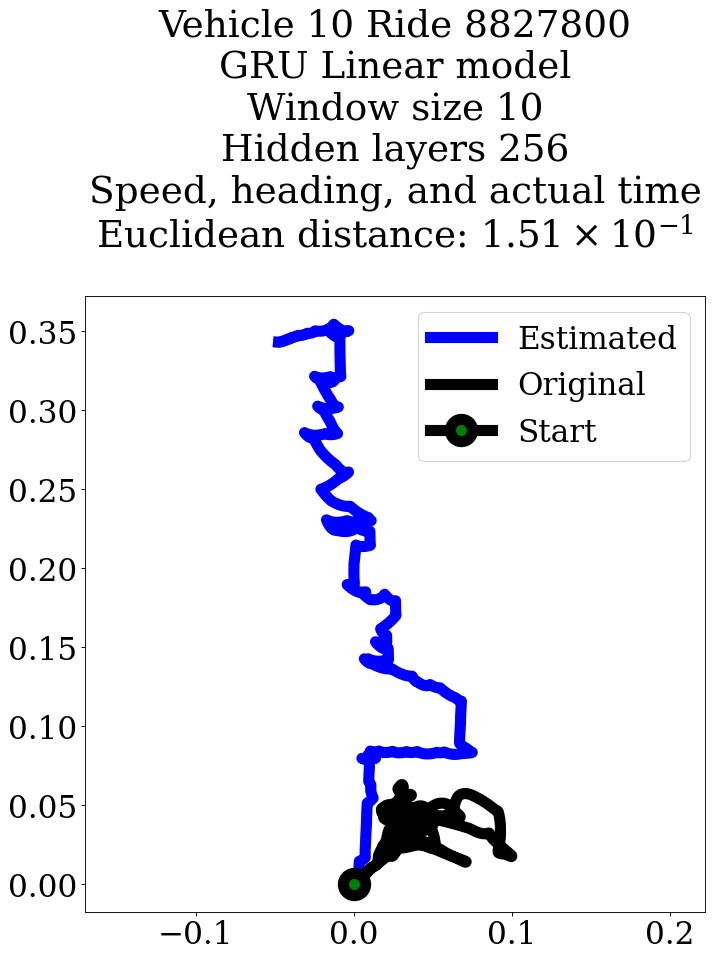 Vehicle 10 Ride 8827800
GRU Linear model
Window size 10
Hidden layers 256
Speed, heading, and actual time
Euclidean distance: 1.51 × 10⁻¹
Estimated
Original
Start
0.35
0.30
0.25
0.20
0.15
0.10
0.05
0.00
−0.1
0.0
0.1
0.2